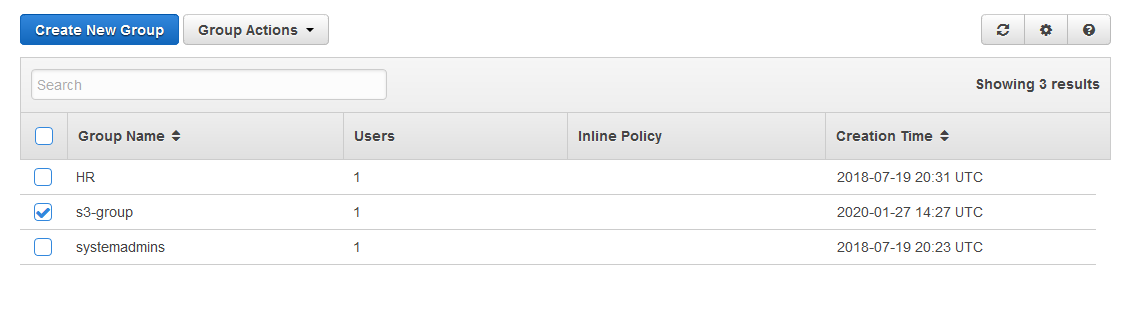 Create New Group Group Actions
Search Showing 3 results
Group Name Users Inline Policy Creation Time
HR 1 2018-07-19 20:31 UTC
s3-group 1 2020-01-27 14:27 UTC
systemadmins 1 2018-07-19 20:23 UTC